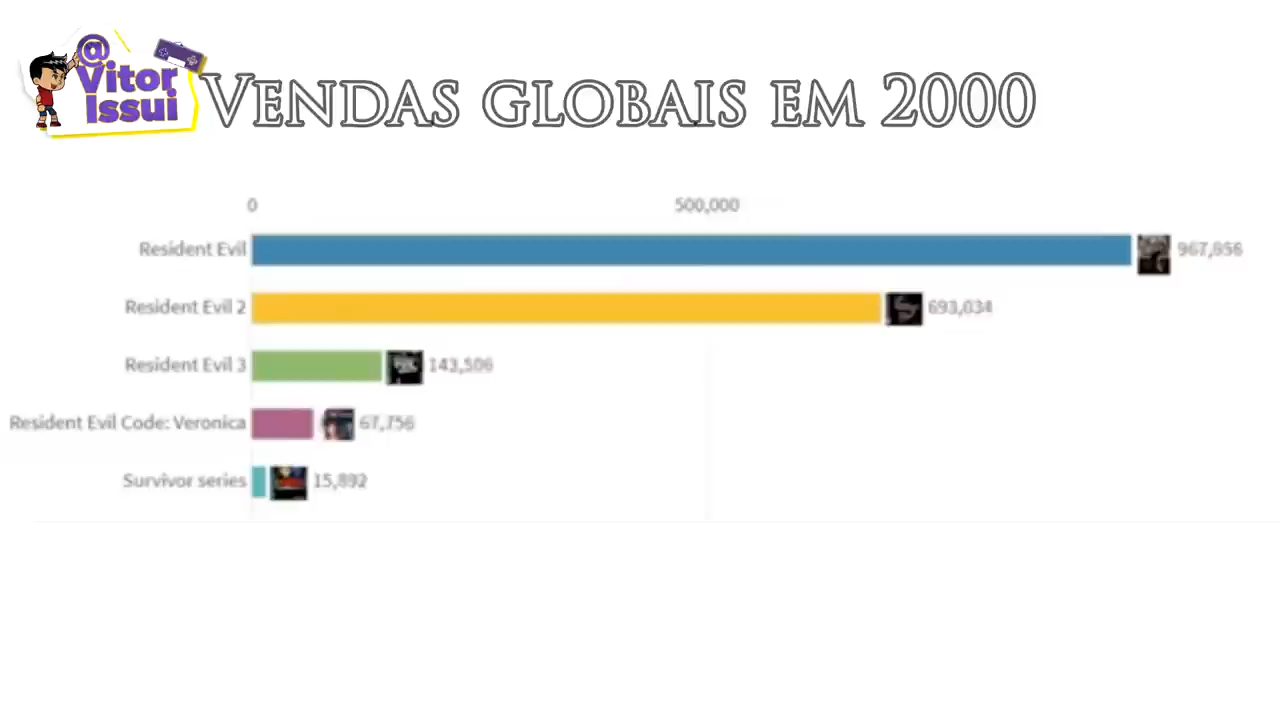 @
Vitor
Issui
Vendas globais em 2000
0 500,000
Resident Evil 967,856
Resident Evil 2 693,034
Resident Evil 3 143,506
Resident Evil Code: Veronica 67,756
Survivor series 15,892